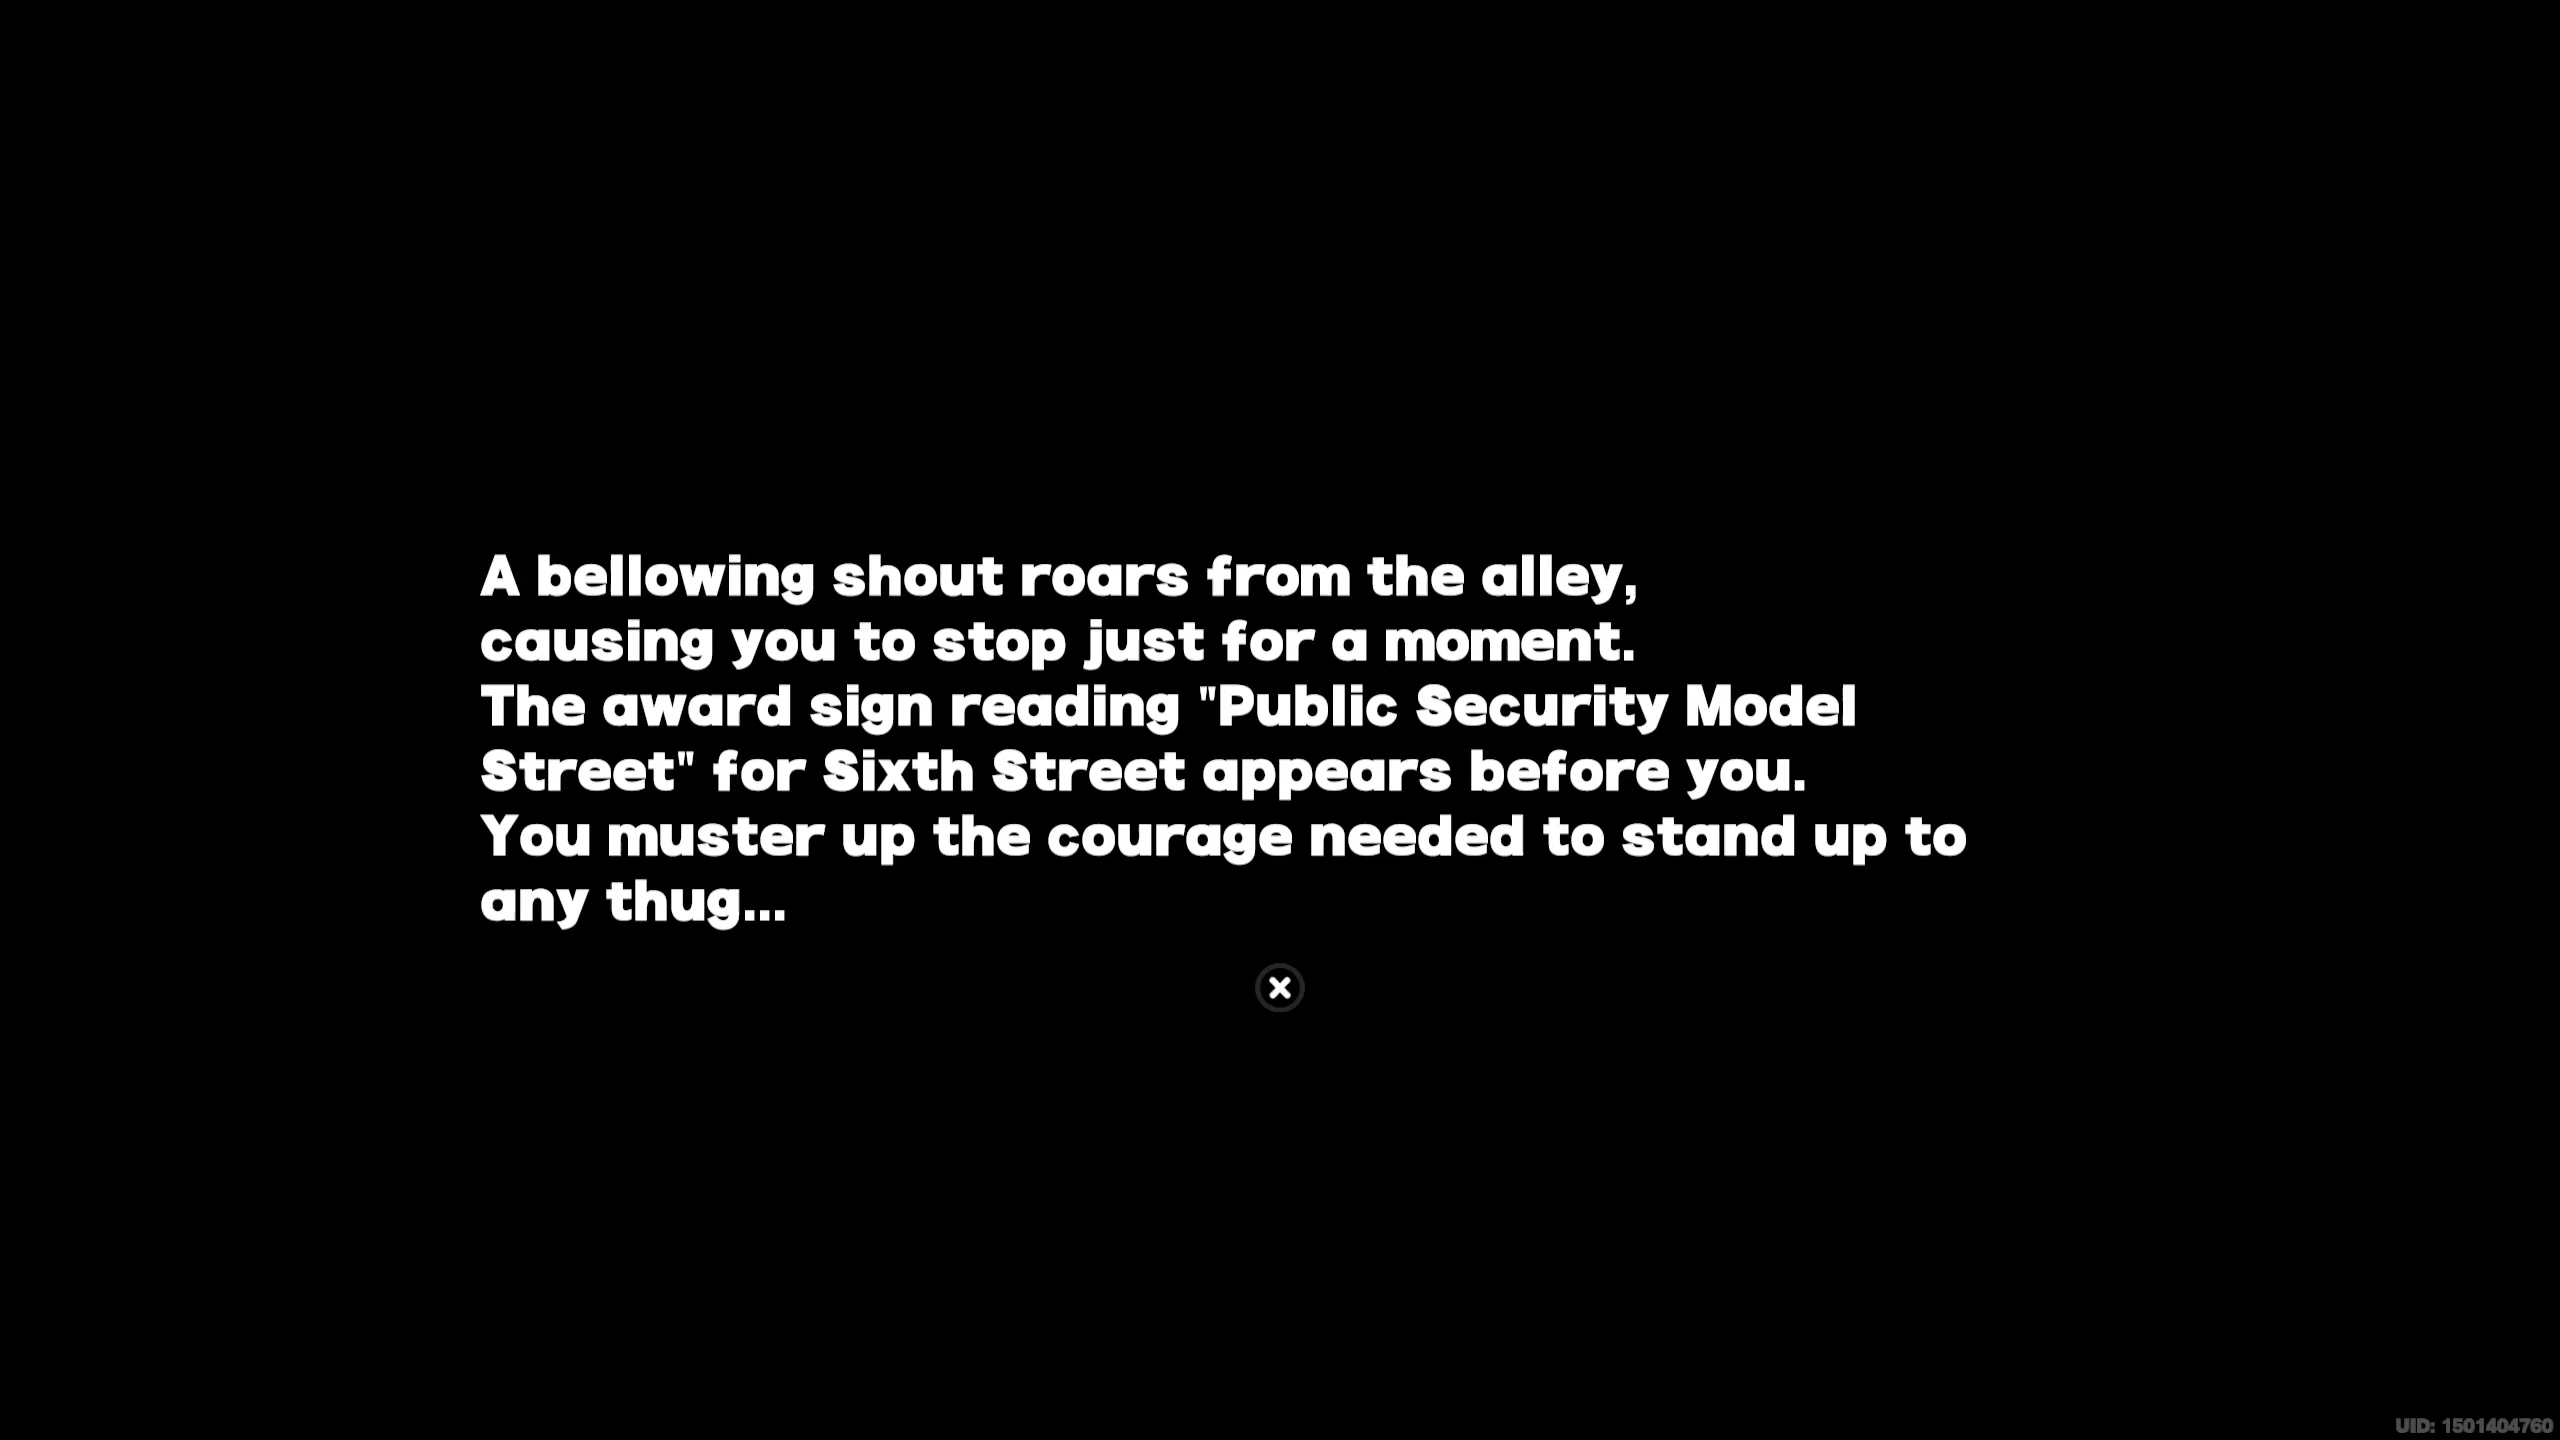 A bellowing shout roars from the alley,
causing you to stop just for a moment.
The award sign reading "Public Security Model
Street" for Sixth Street appears before you.
You muster up the courage needed to stand up to
any thug...
UID: 1501404760